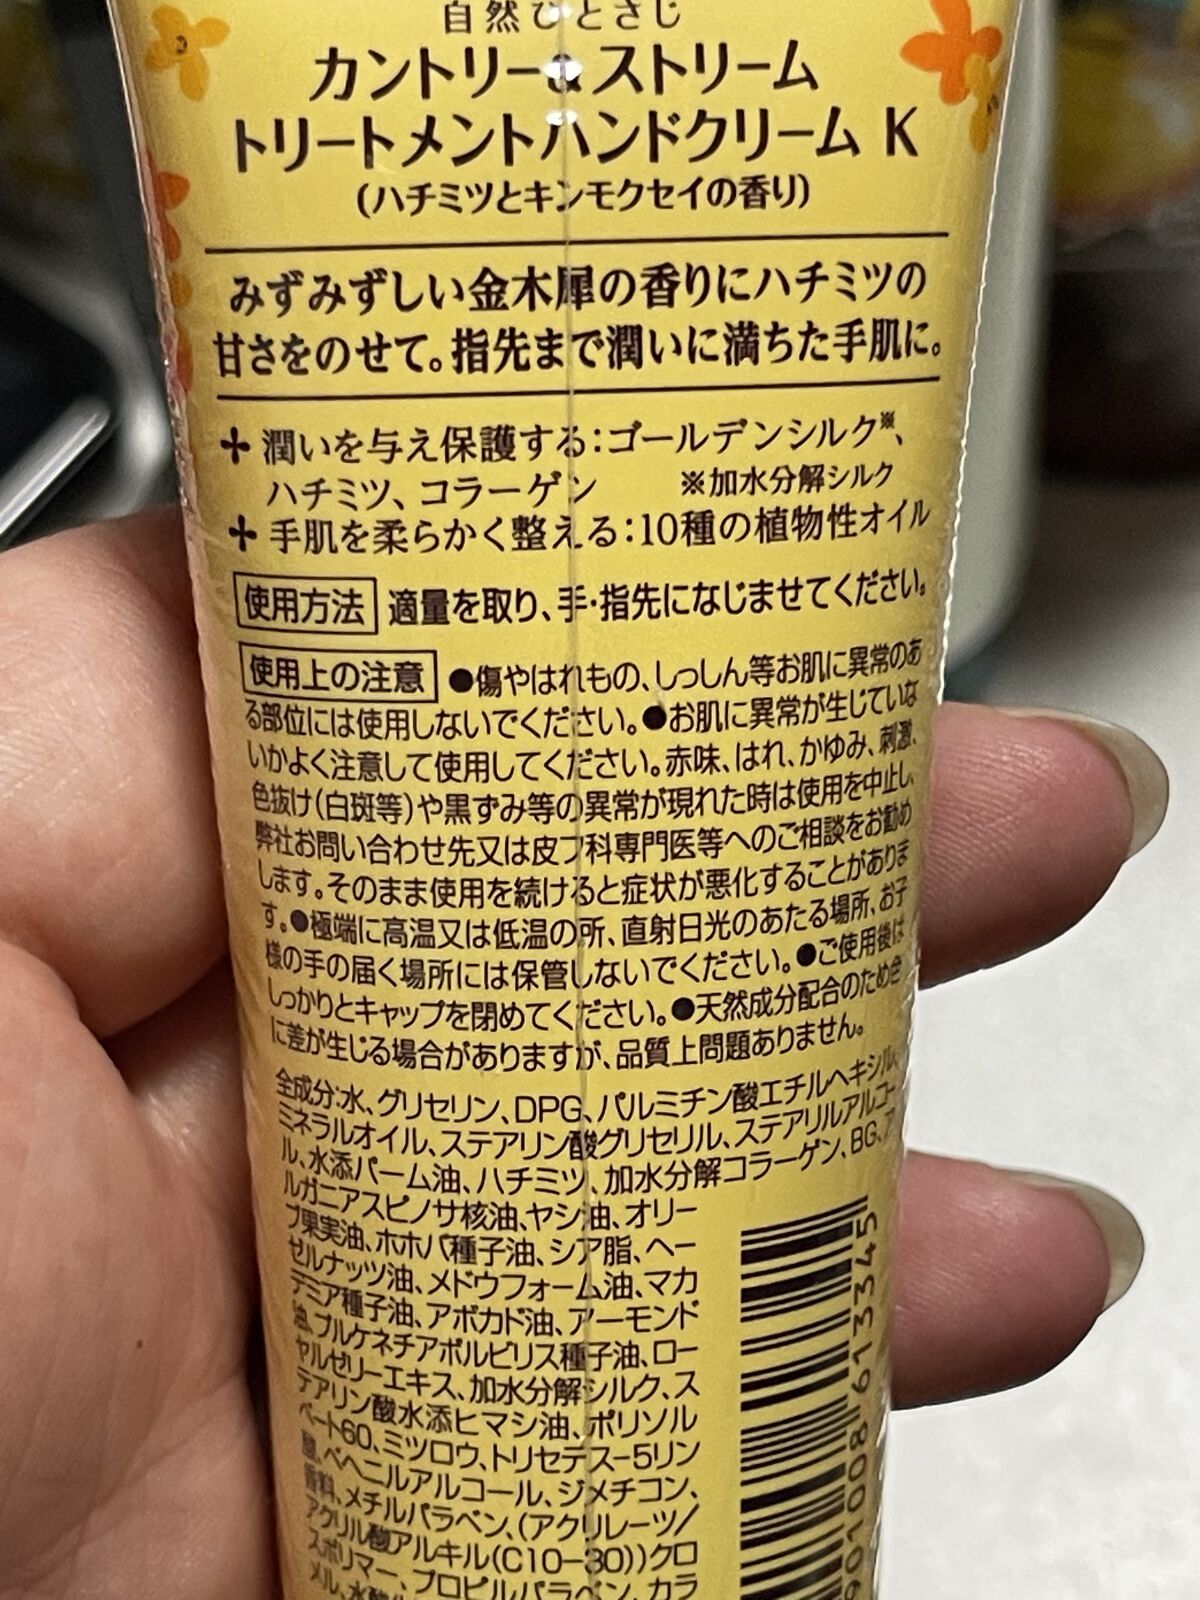 自然ひとさじ
カントリー&ストリーム
トリートメントハンドクリーム K
(ハチミツとキンモクセイの香り)
みずみずしい金木犀の香りにハチミツの
甘さをのせて。指先まで潤いに満ちた手肌に。
✢ 潤いを与え保護する:ゴールデンシルク※、
ハチミツ、コラーゲン ※加水分解シルク
✢ 手肌を柔らかく整える:10種の植物性オイル
使用方法 適量を取り、手・指先になじませてください。
使用上の注意 ●傷やはれもの、しっしん等お肌に異常のあ
る部位には使用しないでください。●お肌に異常が生じていな
いかよく注意して使用してください。赤味、はれ、かゆみ、刺激、
色抜け(白斑等)や黒ずみ等の異常が現れた時は使用を中止し、
弊社お問い合わせ先又は皮フ科専門医等へのご相談をお勧め
します。そのまま使用を続けると症状が悪化することがありま
す。●極端に高温又は低温の所、直射日光のあたる場所、お子
様の手の届く場所には保管しないでください。●ご使用後は
しっかりとキャップを閉めてください。●天然成分配合のため色
に差が生じる場合がありますが、品質上問題ありません。
全成分:水、グリセリン、DPG、パルミチン酸エチルヘキシル、
ミネラルオイル、ステアリン酸グリセリル、ステアリルアルコー
ル、水添パーム油、ハチミツ、加水分解コラーゲン、BG、ア
ルガニアスピノサ核油、ヤシ油、オリー
ブ果実油、ホホバ種子油、シア脂、ヘー
ゼルナッツ油、メドウフォーム油、マカ
デミア種子油、アボカド油、アーモンド
油、プルケネチアボルビリス種子油、ロー
ヤルゼリーエキス、加水分解シルク、ス
テアリン酸水添ヒマシ油、ポリソル
ベート60、ミツロウ、トリセテス-5リン
酸、ベヘニルアルコール、ジメチコン、
香料、メチルパラベン、(アクリレーツ/
アクリル酸アルキル(C10-30))クロ
スポリマー、プロピルパラベン、カラ
メル、水酸
901008 613345